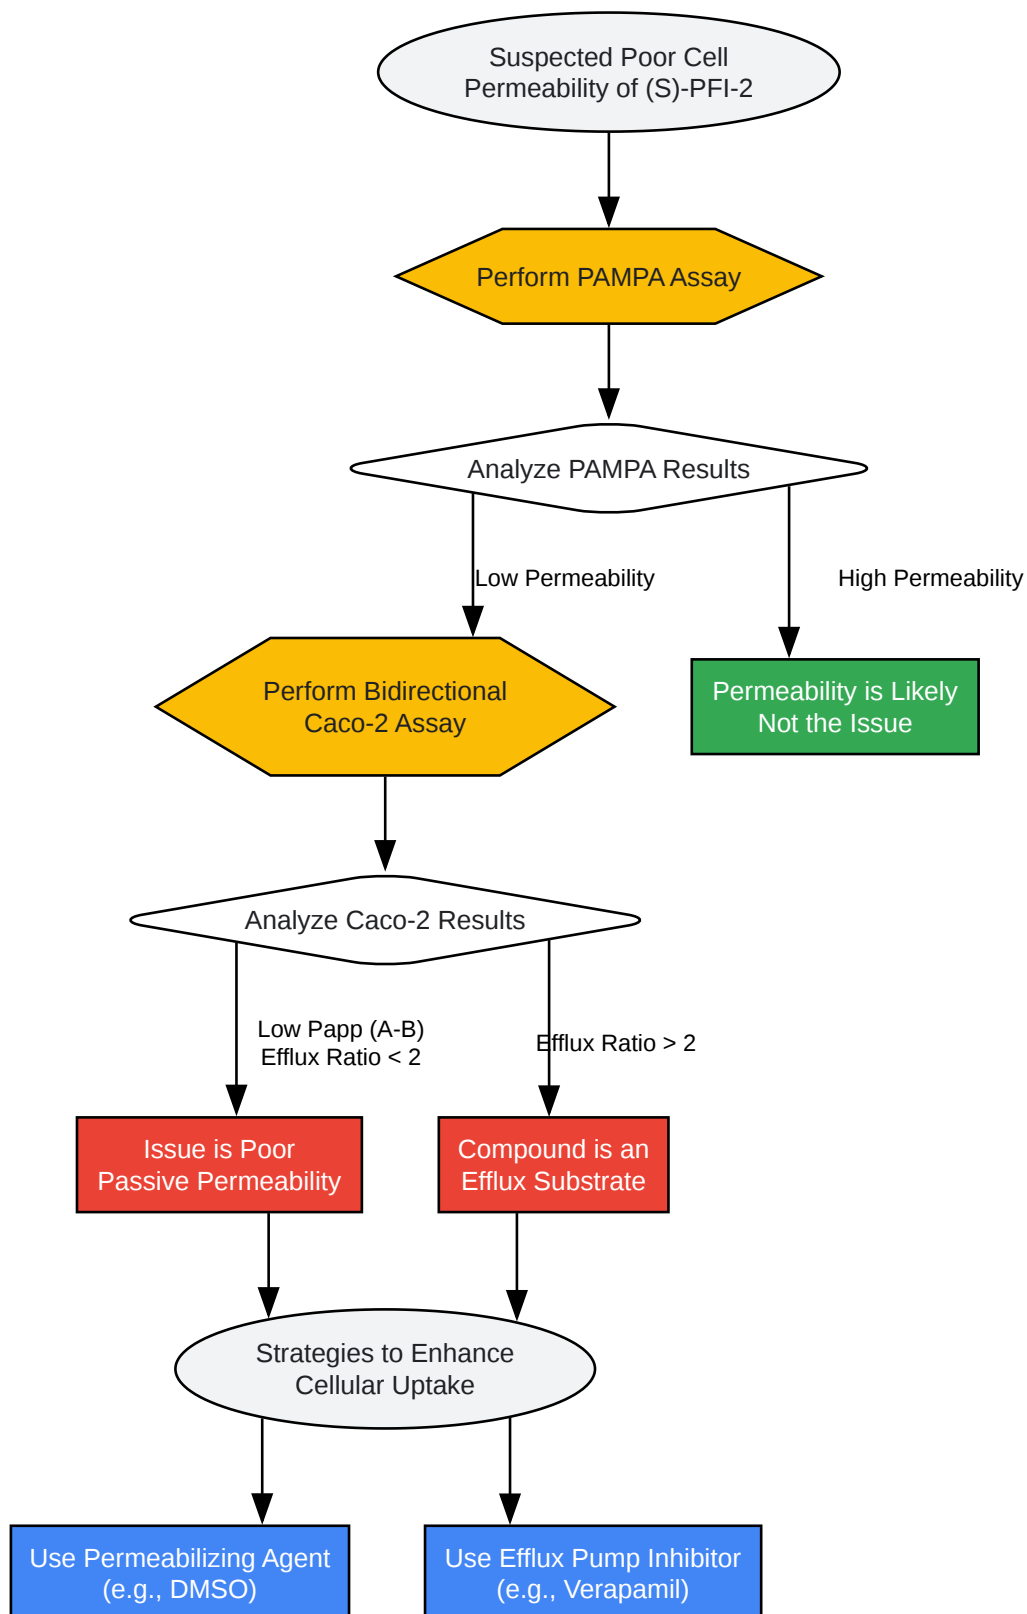 Suspected Poor Cell
Permeability of (S)-PFI-2
Perform PAMPA Assay
Analyze PAMPA Results
Low Permeability
High Permeability
Perform Bidirectional
Caco-2 Assay
Permeability is Likely
Not the Issue
Analyze Caco-2 Results
Low Papp (A-B)
Efflux Ratio < 2
Efflux Ratio > 2
Issue is Poor
Passive Permeability
Compound is an
Efflux Substrate
Strategies to Enhance
Cellular Uptake
Use Permeabilizing Agent
(e.g., DMSO)
Use Efflux Pump Inhibitor
(e.g., Verapamil)